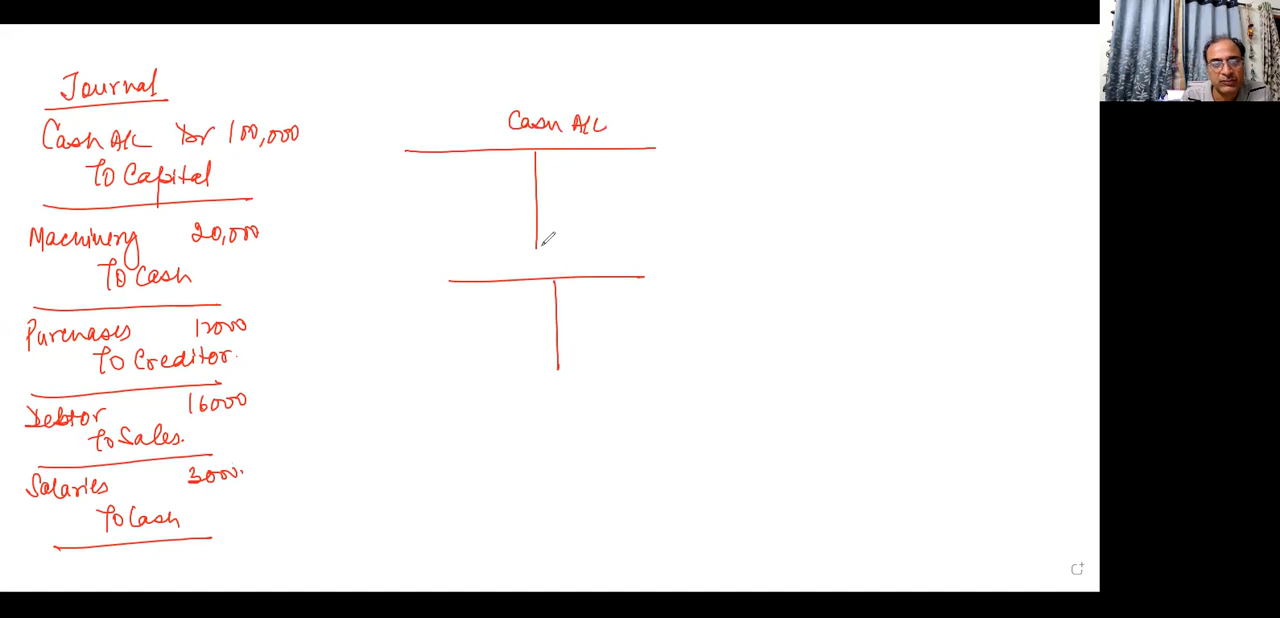 Journal
Cash A/C Dr 100,000
To Capital
Machinery 20,000
To Cash
Purchases 12000
To Creditor.
Debtor 16000
To Sales.
Salaries 3000.
To Cash
Cash A/C